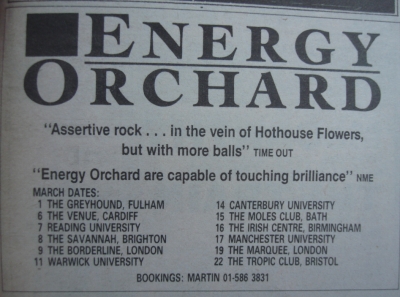 ENERGY
ORCHARD
"Assertive rock . . . in the vein of Hothouse Flowers,
but with more balls" TIME OUT
"Energy Orchard are capable of touching brilliance" NME
MARCH DATES:
1 THE GREYHOUND, FULHAM
6 THE VENUE, CARDIFF
7 READING UNIVERSITY
8 THE SAVANNAH, BRIGHTON
9 THE BORDERLINE, LONDON
11 WARWICK UNIVERSITY
14 CANTERBURY UNIVERSITY
15 THE MOLES CLUB, BATH
16 THE IRISH CENTRE, BIRMINGHAM
17 MANCHESTER UNIVERSITY
19 THE MARQUEE, LONDON
22 THE TROPIC CLUB, BRISTOL
BOOKINGS: MARTIN 01-586 3831